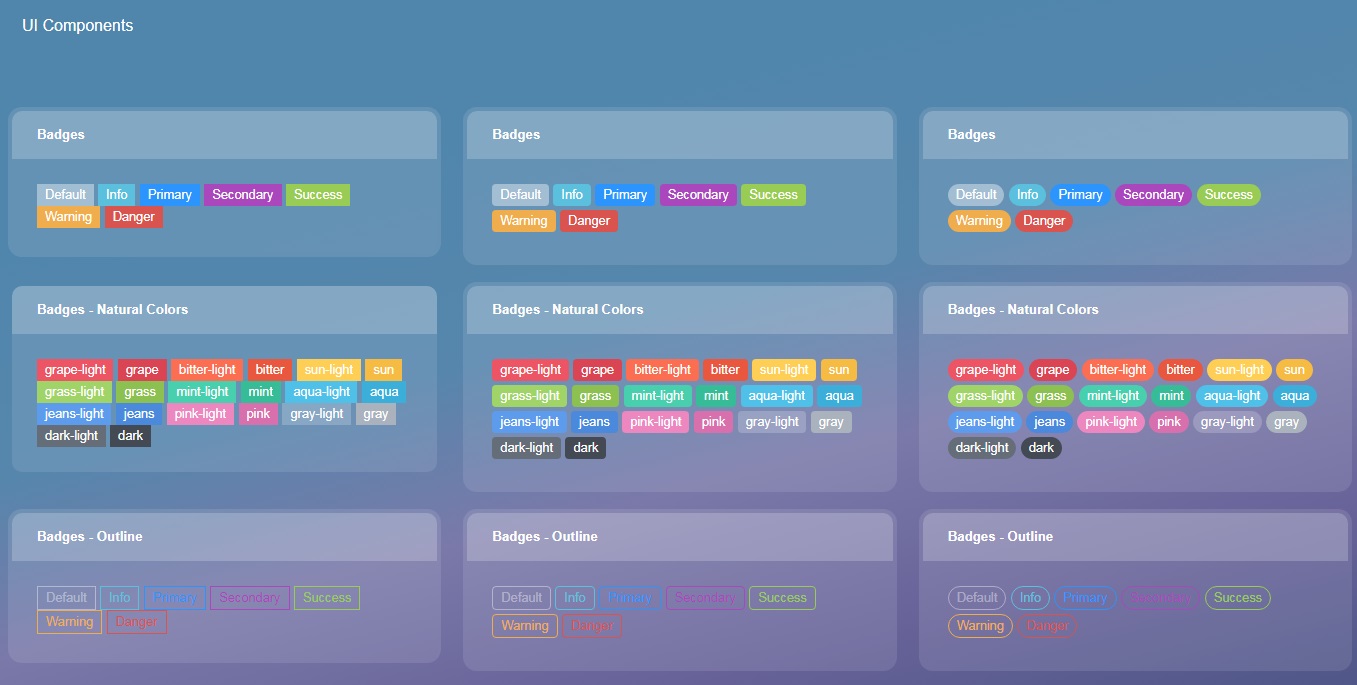 UI Components
Badges
Default Info Primary Secondary Success
Warning Danger
Badges
Default Info Primary Secondary Success
Warning Danger
Badges
Default Info Primary Secondary Success
Warning Danger
Badges - Natural Colors
grape-light grape bitter-light bitter sun-light sun
grass-light grass mint-light mint aqua-light aqua
jeans-light jeans pink-light pink gray-light gray
dark-light dark
Badges - Natural Colors
grape-light grape bitter-light bitter sun-light sun
grass-light grass mint-light mint aqua-light aqua
jeans-light jeans pink-light pink gray-light gray
dark-light dark
Badges - Natural Colors
grape-light grape bitter-light bitter sun-light sun
grass-light grass mint-light mint aqua-light aqua
jeans-light jeans pink-light pink gray-light gray
dark-light dark
Badges - Outline
Default Info Primary Secondary Success
Warning Danger
Badges - Outline
Default Info Primary Secondary Success
Warning Danger
Badges - Outline
Default Info Primary Secondary Success
Warning Danger